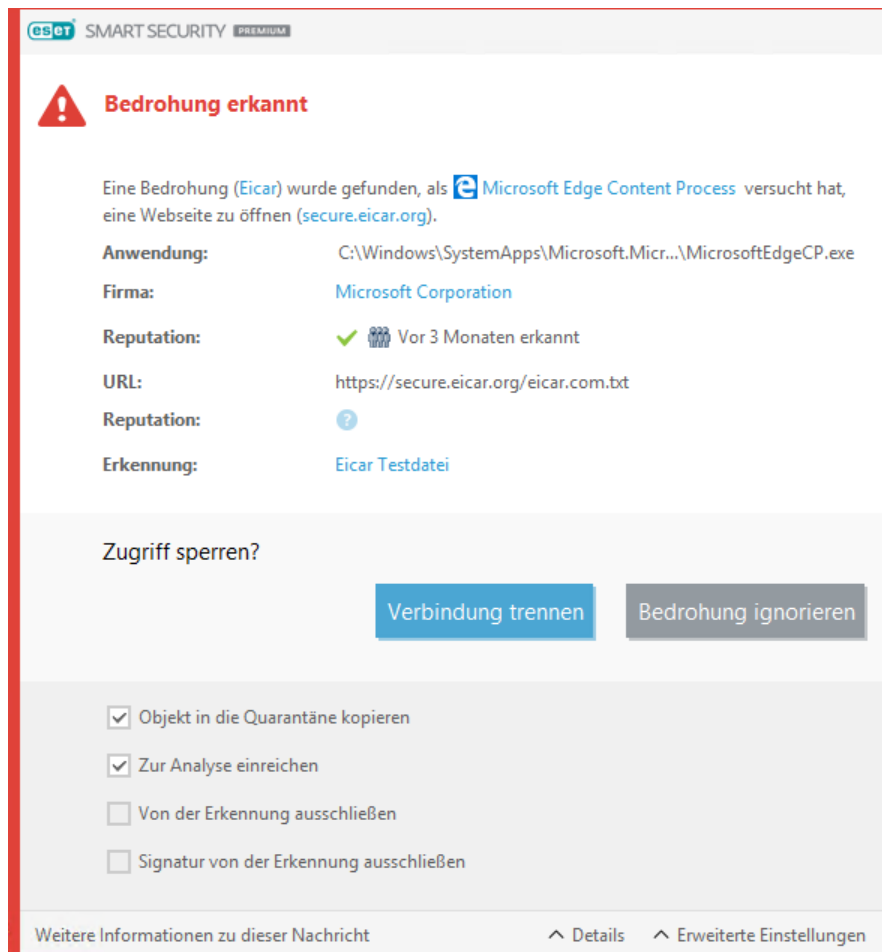 eset SMART SECURITY PREMIUM
Bedrohung erkannt
Eine Bedrohung (Eicar) wurde gefunden, als Microsoft Edge Content Process versucht hat,
eine Webseite zu öffnen (secure.eicar.org).
Anwendung: C:\Windows\SystemApps\Microsoft.Micr...\MicrosoftEdgeCP.exe
Firma: Microsoft Corporation
Reputation: Vor 3 Monaten erkannt
URL: https://secure.eicar.org/eicar.com.txt
Reputation: ?
Erkennung: Eicar Testdatei
Zugriff sperren?
Verbindung trennen Bedrohung ignorieren
Objekt in die Quarantäne kopieren
Zur Analyse einreichen
Von der Erkennung ausschließen
Signatur von der Erkennung ausschließen
Weitere Informationen zu dieser Nachricht Details Erweiterte Einstellungen